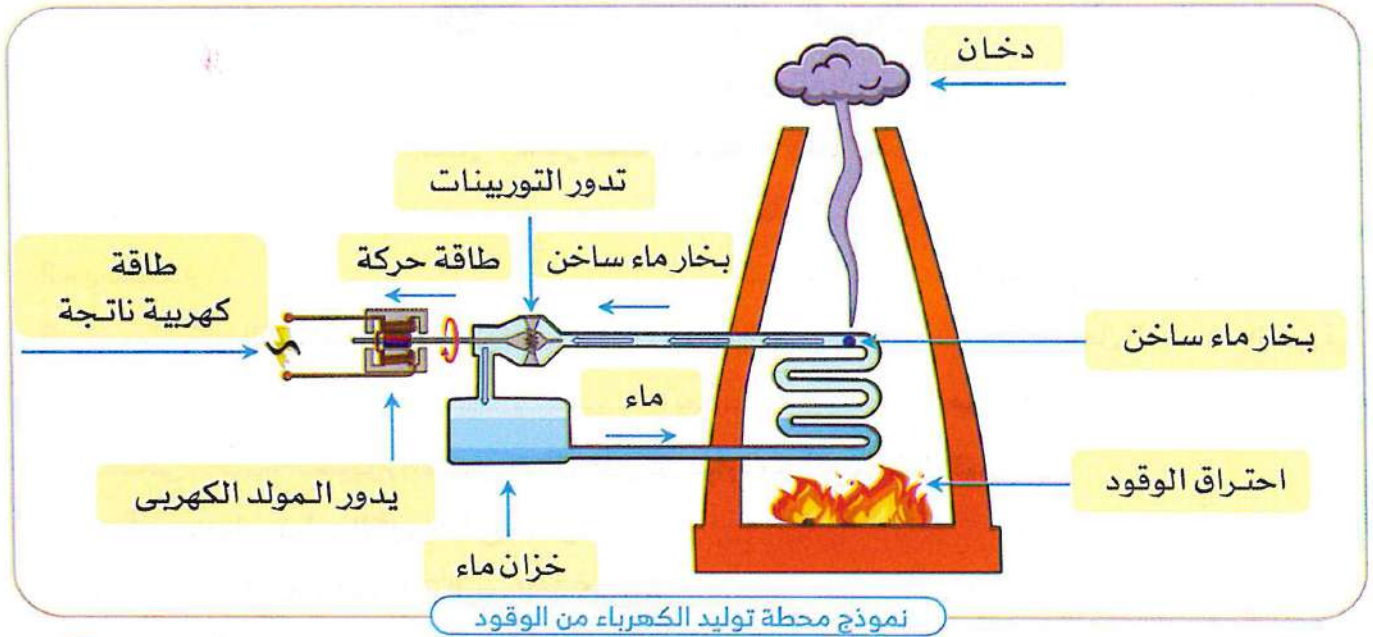 دخان
تدور التوربينات
بخار ماء ساخن
طاقة حركة
طاقة
كهربية ناتجة
بخار ماء ساخن
ماء
احتراق الوقود
يدور المولد الكهربى
خزان ماء
نموذج محطة توليد الكهرباء من الوقود